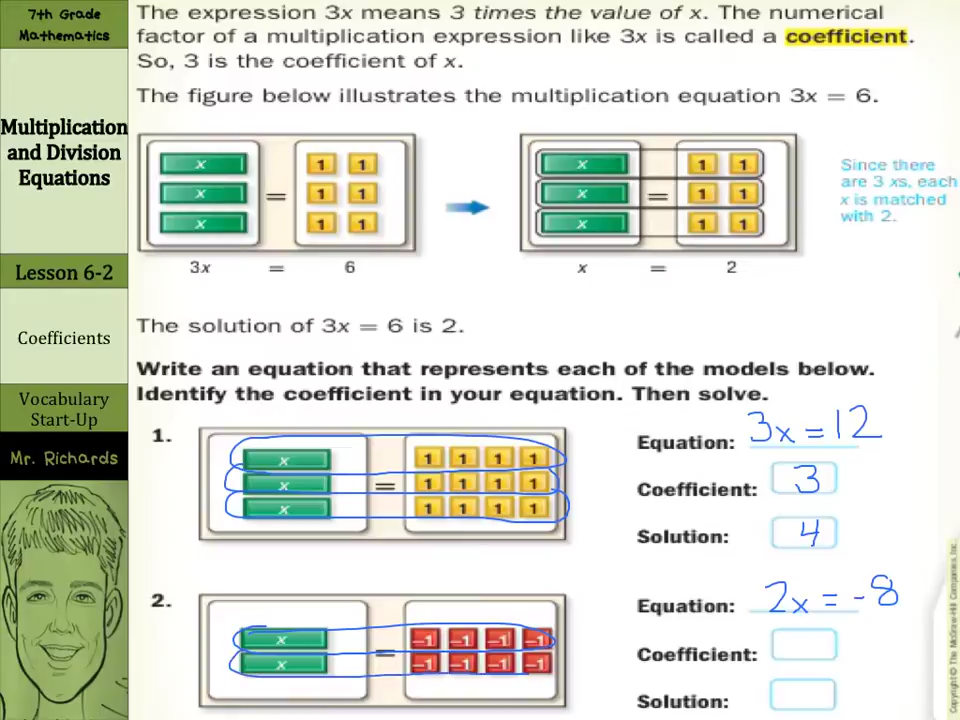 7th Grade
Mathematics
Multiplication
and Division
Equations
Lesson 6-2
Coefficients
Vocabulary
Start-Up
Mr. Richards
The expression 3x means 3 times the value of x. The numerical
factor of a multiplication expression like 3x is called a coefficient.
So, 3 is the coefficient of x.
The figure below illustrates the multiplication equation 3x = 6.
x 1 1 x 1 1
x = 1 1 x = 1 1
x 1 1 x 1 1
3x = 6 x = 2
Since there
are 3 xs, each
x is matched
with 2.
The solution of 3x = 6 is 2.
Write an equation that represents each of the models below.
Identify the coefficient in your equation. Then solve.
1.
x 1 1 1 1
x = 1 1 1 1
x 1 1 1 1
Equation: 3x = 12
Coefficient: 3
Solution: 4
2.
x -1 -1 -1 -1
=
x -1 -1 -1 -1
Equation: 2x = -8
Coefficient:
Solution:
Copyright © The McGraw-Hill Companies, Inc.